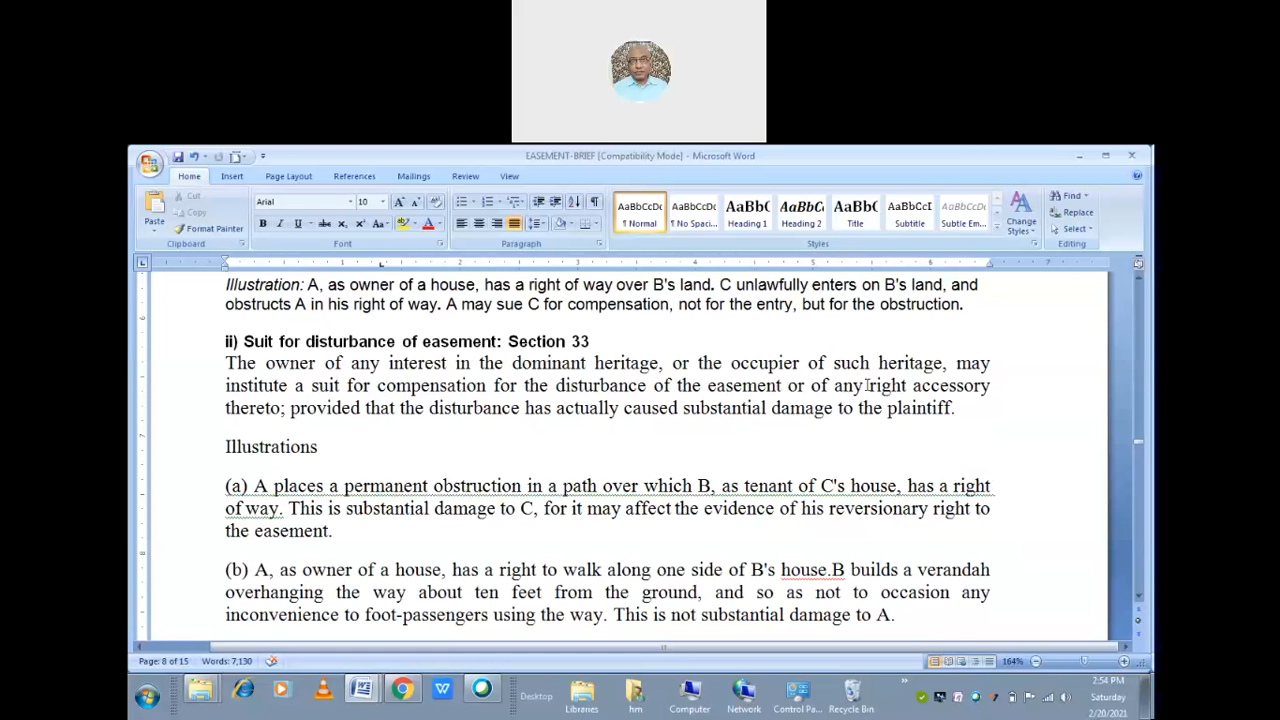 EASEMENT-BRIEF [Compatibility Mode] - Microsoft Word
Home Insert Page Layout References Mailings Review View
Paste
Cut
Copy
Format Painter
Clipboard
Arial 10
Font
Paragraph
AaBbCcDc AaBbCcDc AaBbC AaBbC AaBbC AaBbCcI AaBbCcDc
¶ Normal ¶ No Spaci... Heading 1 Heading 2 Title Subtitle Subtle Em...
Styles
Change
Styles
Find
Replace
Select
Editing
Illustration: A, as owner of a house, has a right of way over B's land. C unlawfully enters on B's land, and
obstructs A in his right of way. A may sue C for compensation, not for the entry, but for the obstruction.
ii) Suit for disturbance of easement: Section 33
The owner of any interest in the dominant heritage, or the occupier of such heritage, may
institute a suit for compensation for the disturbance of the easement or of any right accessory
thereto; provided that the disturbance has actually caused substantial damage to the plaintiff.
Illustrations
(a) A places a permanent obstruction in a path over which B, as tenant of C's house, has a right
of way. This is substantial damage to C, for it may affect the evidence of his reversionary right to
the easement.
(b) A, as owner of a house, has a right to walk along one side of B's house.B builds a verandah
overhanging the way about ten feet from the ground, and so as not to occasion any
inconvenience to foot-passengers using the way. This is not substantial damage to A.
Page: 8 of 15 Words: 7,130 164%
Desktop Libraries hm Computer Network Control Pa... Recycle Bin
2:54 PM
Saturday
2/20/2021